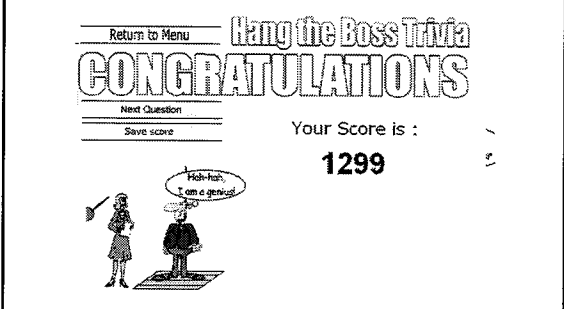 Return to Menu
Hang the Boss Trivia
CONGRATULATIONS
Next Question
Save score
Your Score is :
1299
Hah-hah,
I am a genius!